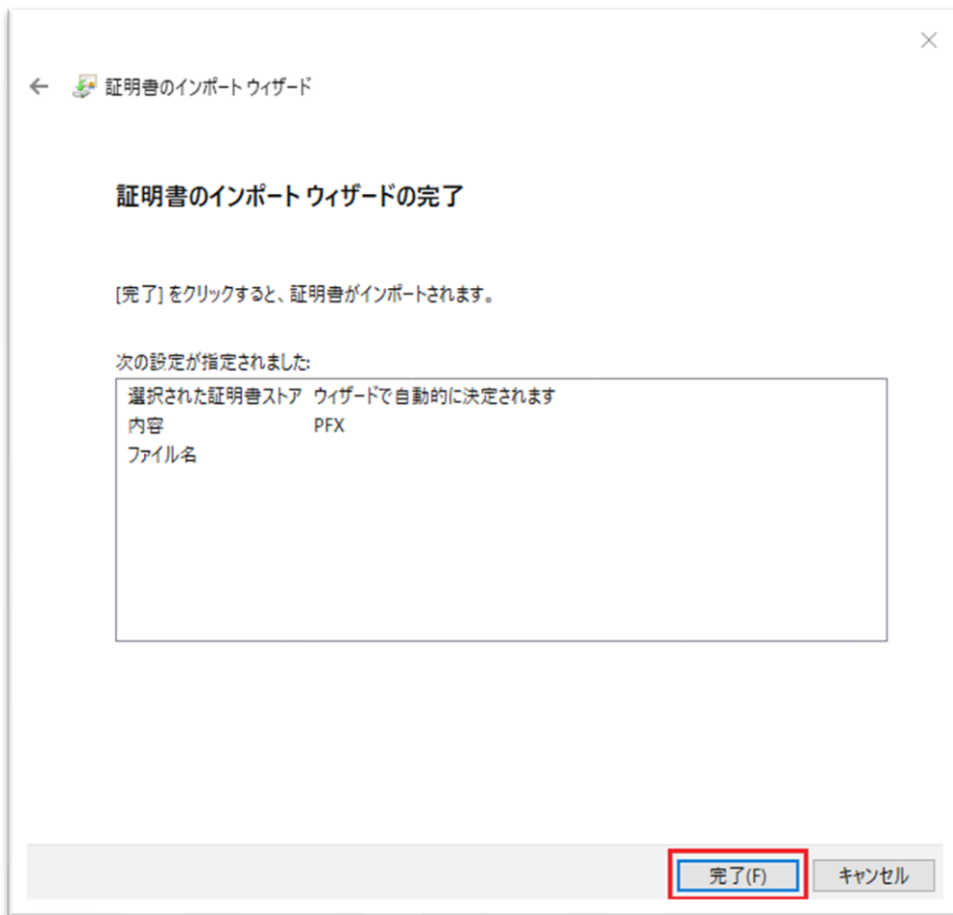 証明書のインポート ウィザード
証明書のインポート ウィザードの完了
[完了] をクリックすると、証明書がインポートされます。
次の設定が指定されました:
選択された証明書ストア ウィザードで自動的に決定されます
内容 PFX
ファイル名
完了(F) キャンセル